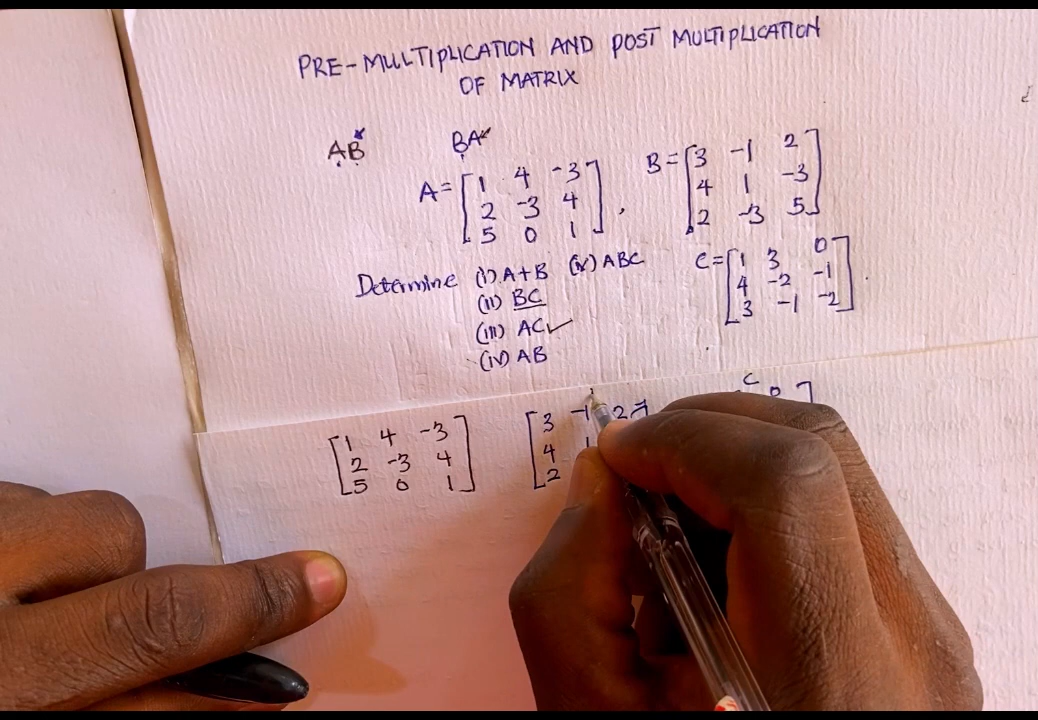 PRE-MULTIPLICATION AND POST MULTIPLICATION
OF MATRIX
AB BA
A = [1 4 -3
2 -3 4
5 0 1],
B = [3 -1 2
4 1 -3
2 -3 5]
Determine (i) A+B (iv) ABC
(ii) BC
(iii) AC ✓
(iv) AB
C = [1 3 0
4 -2 -1
3 -1 -2].
[1 4 -3
2 -3 4
5 0 1]
[3 -1 2]
4 1
2
C
0 ]